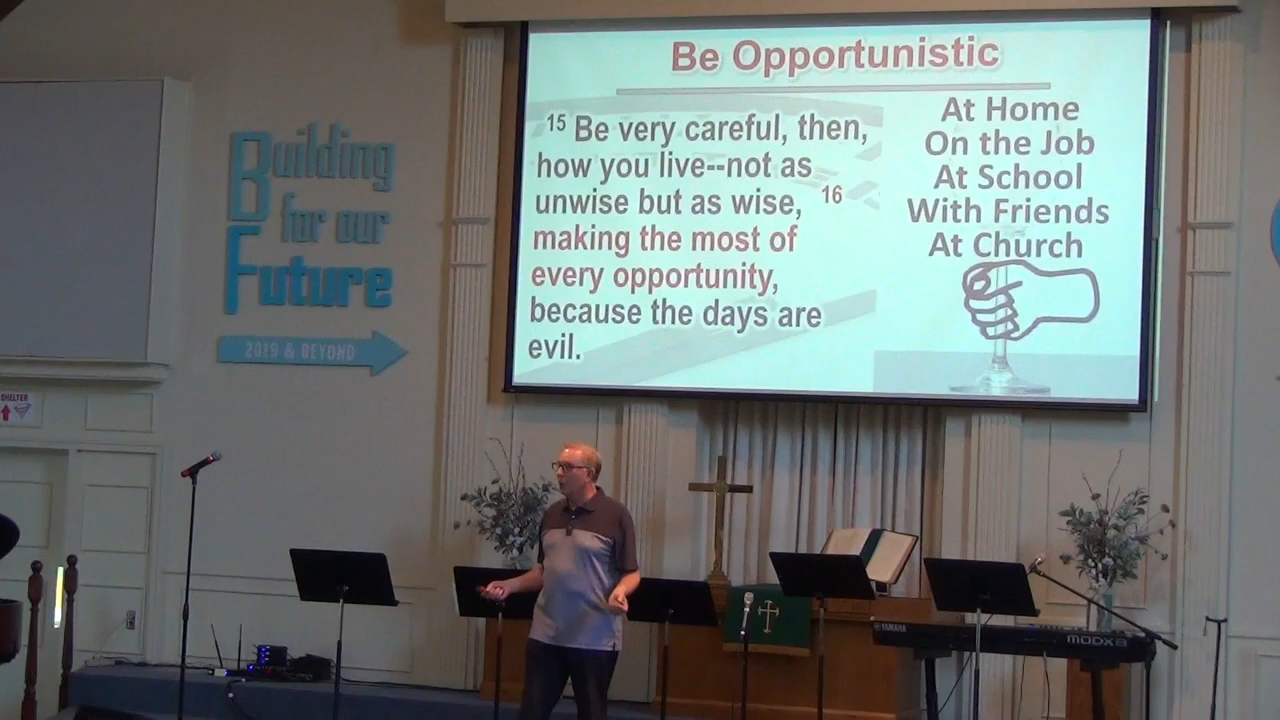 Be Opportunistic
15 Be very careful, then,
how you live--not as
unwise but as wise, 16
making the most of
every opportunity,
because the days are
evil.
At Home
On the Job
At School
With Friends
At Church
Building
for our
Future
2019 & BEYOND
SHELTER
YAMAHA
MODX8